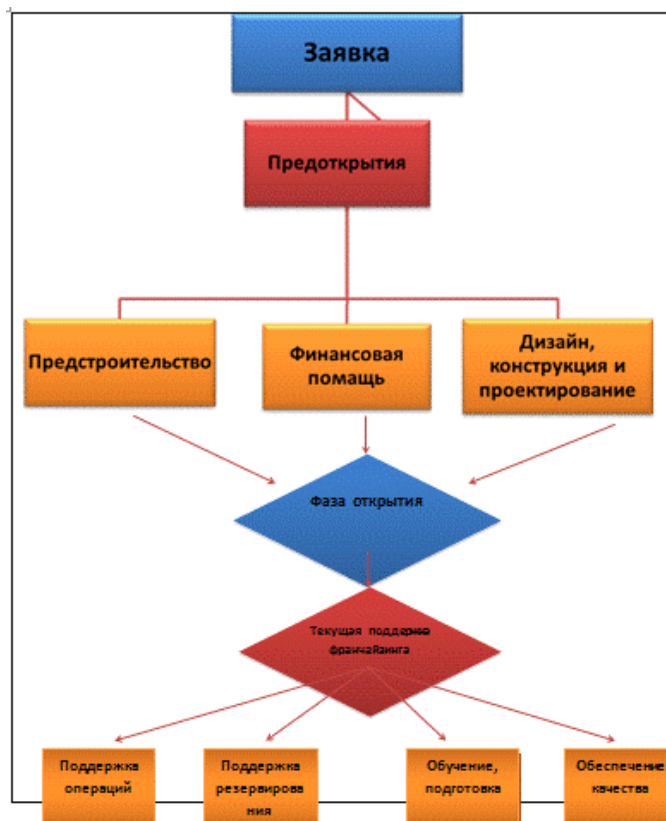 Заявка
Предоткрытия
Предстроительство
Финансовая
помащь
Дизайн,
конструкция и
проектирование
Фаза открытия
Текущая поддержка
франчайзинга
Поддержка
операций
Поддержка
резервирова
ния
Обучение,
подготовка
Обеспечение
качества